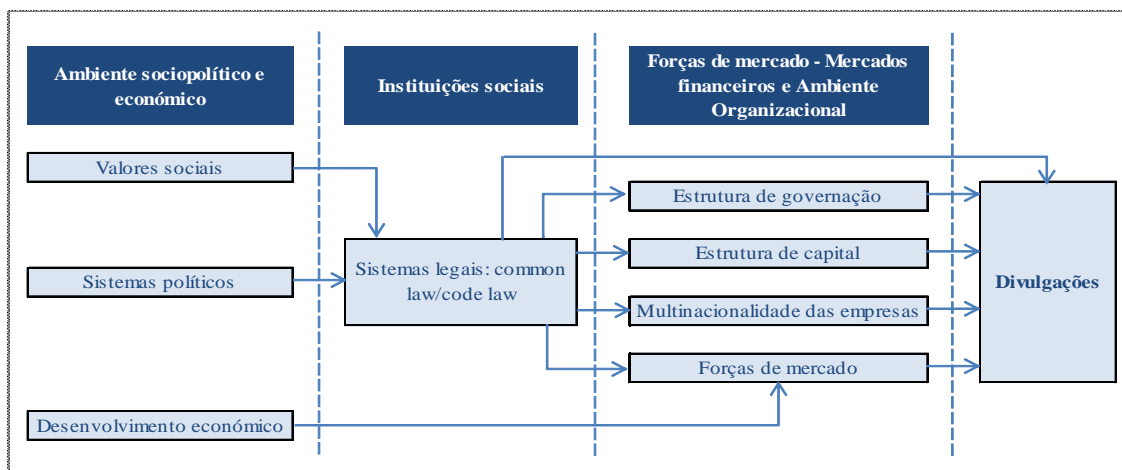 Ambiente sociopolítico e
económico
Instituições sociais
Forças de mercado - Mercados
financeiros e Ambiente
Organizacional
Valores sociais
Sistemas políticos
Desenvolvimento económico
Sistemas legais: common
law/code law
Estrutura de governação
Estrutura de capital
Multinacionalidade das empresas
Forças de mercado
Divulgações